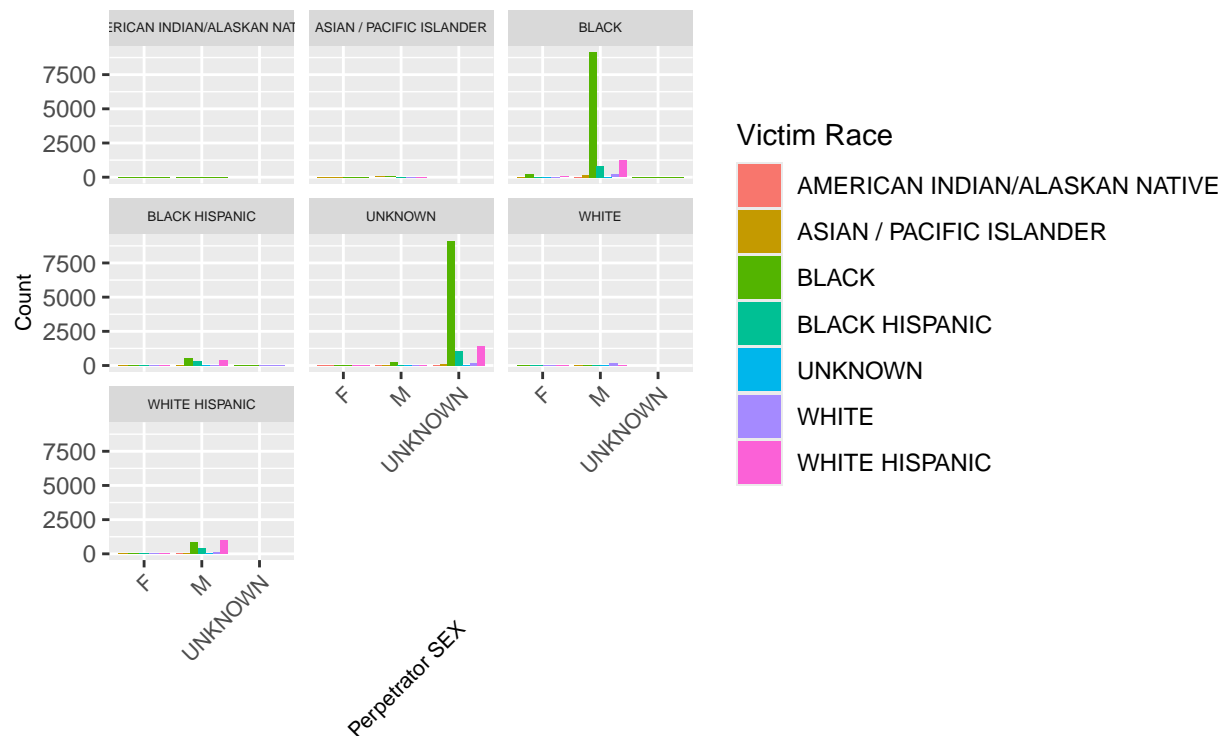 ERICAN INDIAN/ALASKAN NAT
ASIAN / PACIFIC ISLANDER
BLACK
7500
5000
2500
0
BLACK HISPANIC
UNKNOWN
WHITE
7500
5000
2500
0
F
M
UNKNOWN
F
M
UNKNOWN
WHITE HISPANIC
7500
5000
2500
0
F
M
UNKNOWN
Count
Perpetrator SEX
Victim Race
AMERICAN INDIAN/ALASKAN NATIVE
ASIAN / PACIFIC ISLANDER
BLACK
BLACK HISPANIC
UNKNOWN
WHITE
WHITE HISPANIC